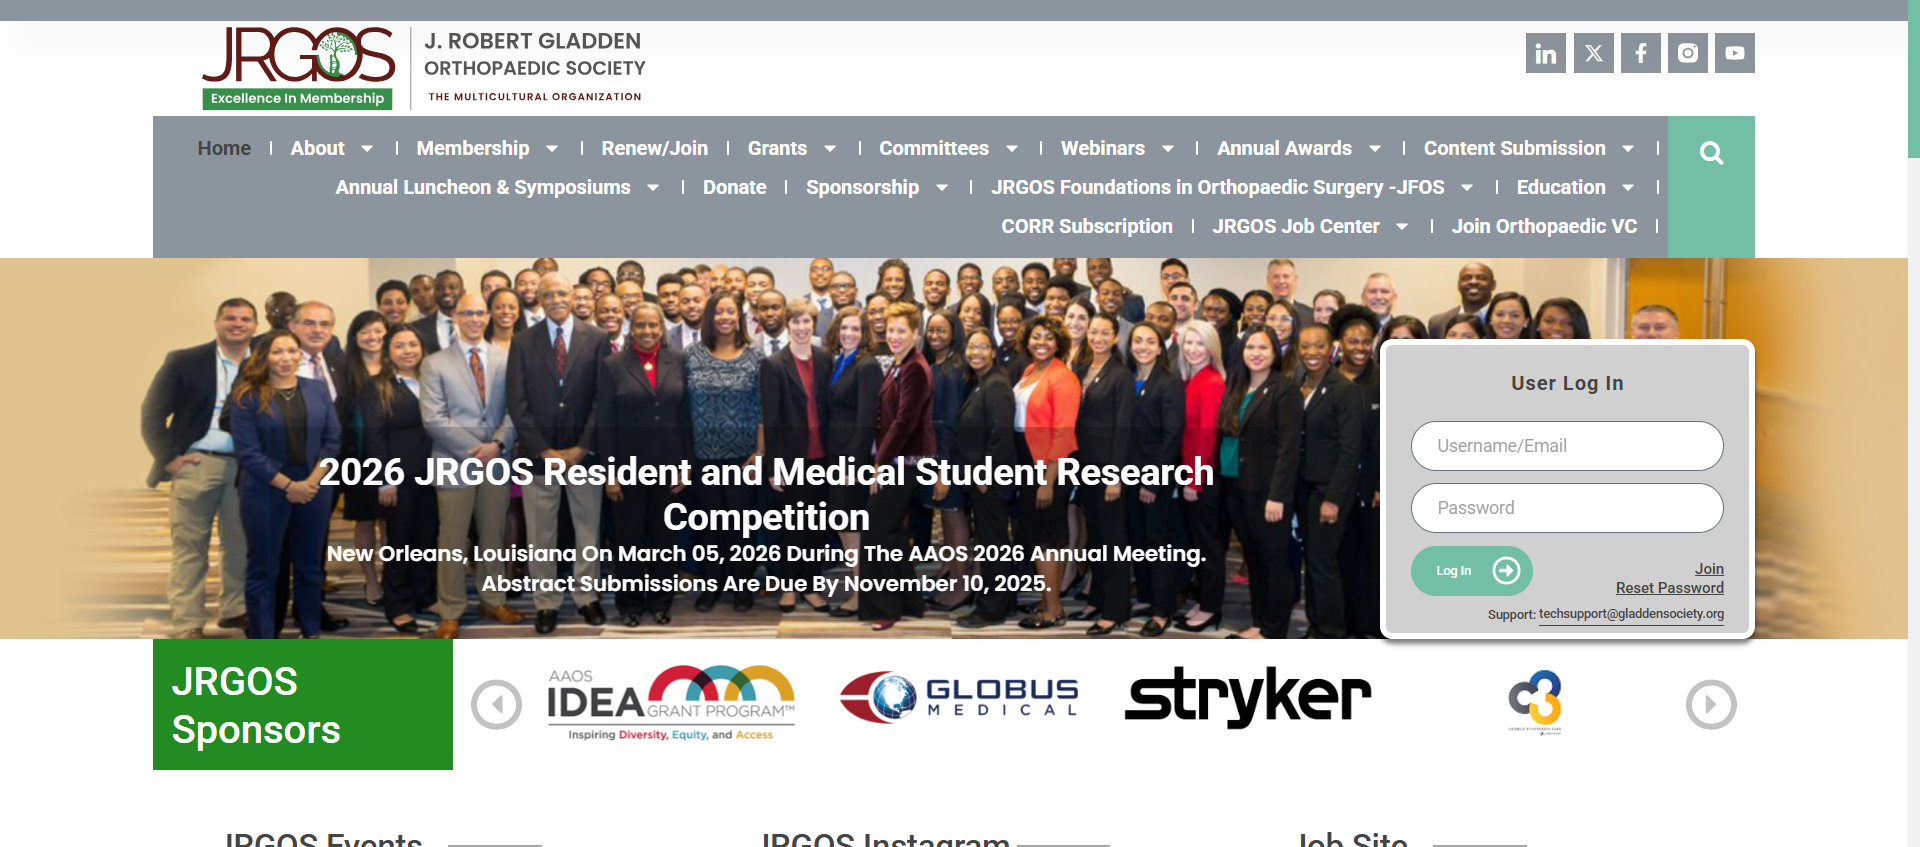 JRGOS
Excellence In Membership
J. ROBERT GLADDEN
ORTHOPAEDIC SOCIETY
THE MULTICULTURAL ORGANIZATION
Home | About | Membership | Renew/Join | Grants | Committees | Webinars | Annual Awards | Content Submission |
Annual Luncheon & Symposiums | Donate | Sponsorship | JRGOS Foundations in Orthopaedic Surgery -JFOS | Education |
CORR Subscription | JRGOS Job Center | Join Orthopaedic VC |
2026 JRGOS Resident and Medical Student Research
Competition
New Orleans, Louisiana On March 05, 2026 During The AAOS 2026 Annual Meeting.
Abstract Submissions Are Due By November 10, 2025.
User Log In
Username/Email
Password
Log In
Join
Reset Password
Support: techsupport@gladdensociety.org
JRGOS
Sponsors
AAOS
IDEA GRANT PROGRAM™
Inspiring Diversity, Equity, and Access
GLOBUS
MEDICAL
stryker
c3
JRGOS Events
JRGOS Instagram
Job Site